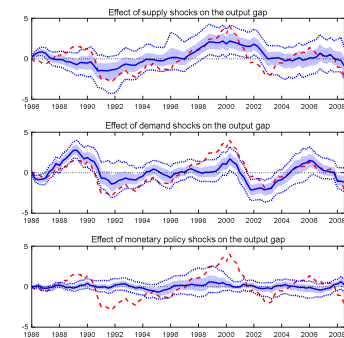 Effect of supply shocks on the output gap
5
0
-5
1986 1988 1990 1992 1994 1996 1998 2000 2002 2004 2006 2008
Effect of demand shocks on the output gap
5
0
-5
1986 1988 1990 1992 1994 1996 1998 2000 2002 2004 2006 2008
Effect of monetary policy shocks on the output gap
5
0
-5
1986 1988 1990 1992 1994 1996 1998 2000 2002 2004 2006 2008